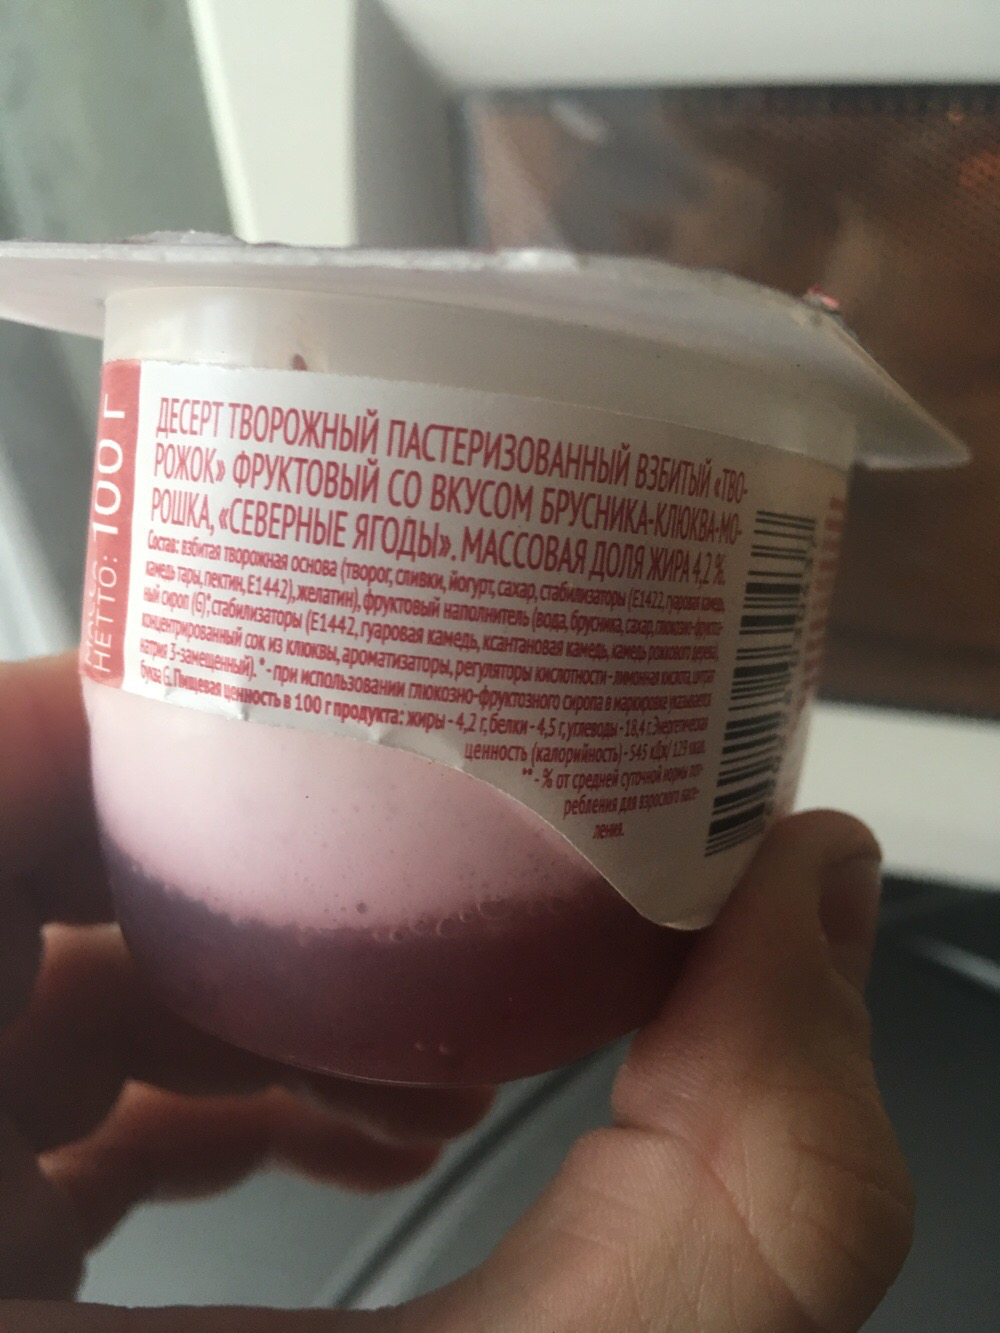 НЕТТО: 100 Г
ДЕСЕРТ ТВОРОЖНЫЙ ПАСТЕРИЗОВАННЫЙ ВЗБИТЫЙ «ТВО-
РОЖОК» ФРУКТОВЫЙ СО ВКУСОМ БРУСНИКА-КЛЮКВА-МО-
РОШКА, «СЕВЕРНЫЕ ЯГОДЫ». МАССОВАЯ ДОЛЯ ЖИРА 4,2 %.
Состав: взбитая творожная основа (творог, сливки, йогурт, сахар, стабилизаторы (Е1422, гуаровая камедь,
камедь тары, пектин, Е1442), желатин), фруктовый наполнитель (вода, брусника, сахар, глюкозно-фрукто-
ный сироп (G)*, стабилизаторы (Е1442, гуаровая камедь, ксантановая камедь, камедь рожкового дерева),
концентрированный сок из клюквы, ароматизаторы, регуляторы кислотности - лимонная кислота, цитрат
натрия 3-замещенный). * - при использовании глюкозно-фруктозного сиропа в маркировке указывается
буква G. Пищевая ценность в 100 г продукта: жиры - 4,2 г, белки - 4,5 г, углеводы - 18,4 г. Энергетическая
ценность (калорийность) - 545 кДж/ 129 ккал.
** - % от средней суточной нормы пот-
ребления для взрослого насе-
ления.